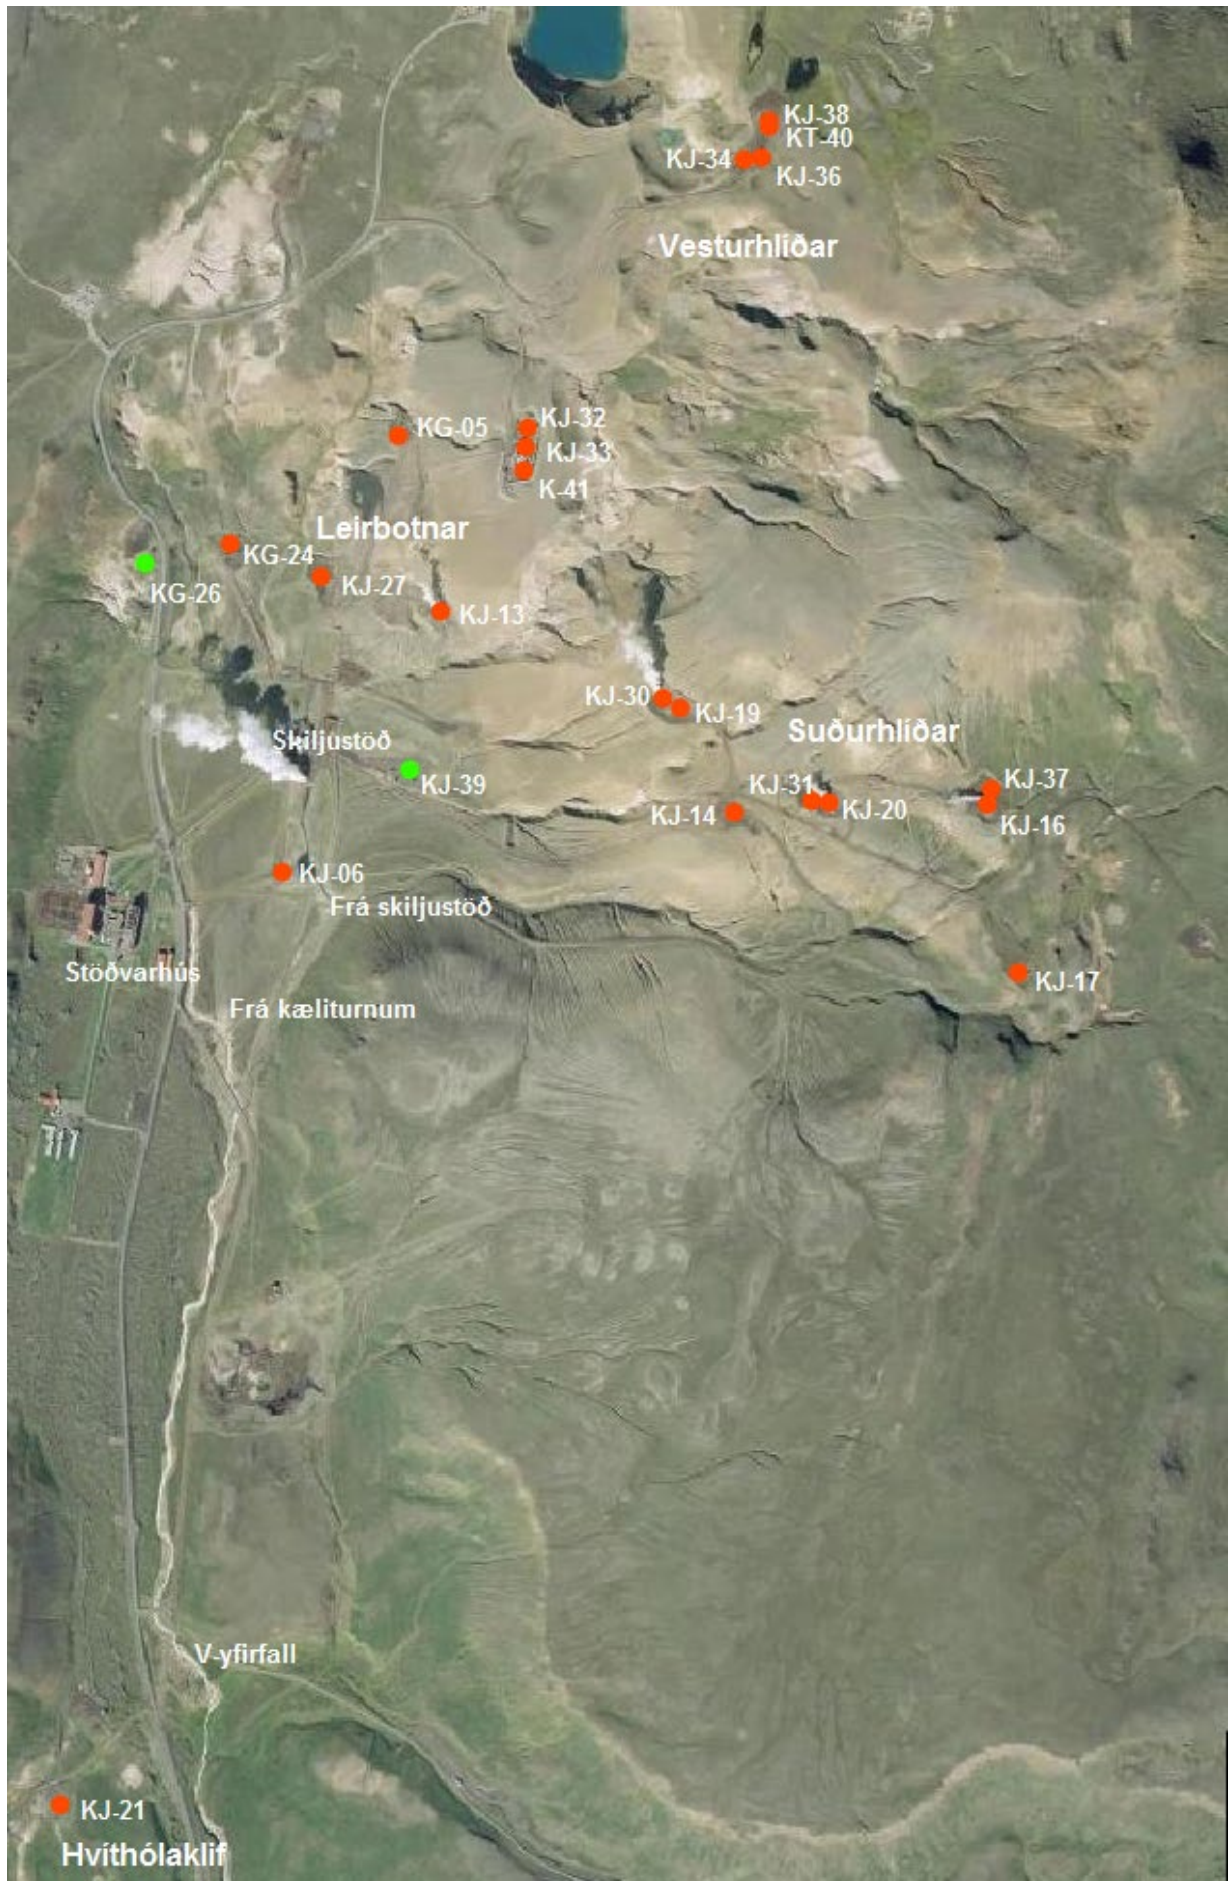 KJ-38
KT-40
KJ-34
KJ-36
Vesturhlíðar
KG-05
KJ-32
KJ-33
K-41
Leirbotnar
KG-24
KG-26
KJ-27
KJ-13
KJ-30
KJ-19
Suðurhlíðar
Skiljustöð
KJ-39
KJ-31
KJ-37
KJ-14
KJ-20
KJ-16
KJ-06
Frá skiljustöð
Stöðvarhús
KJ-17
Frá kæliturnum
V-yfirfall
KJ-21
Hvíthólaklif